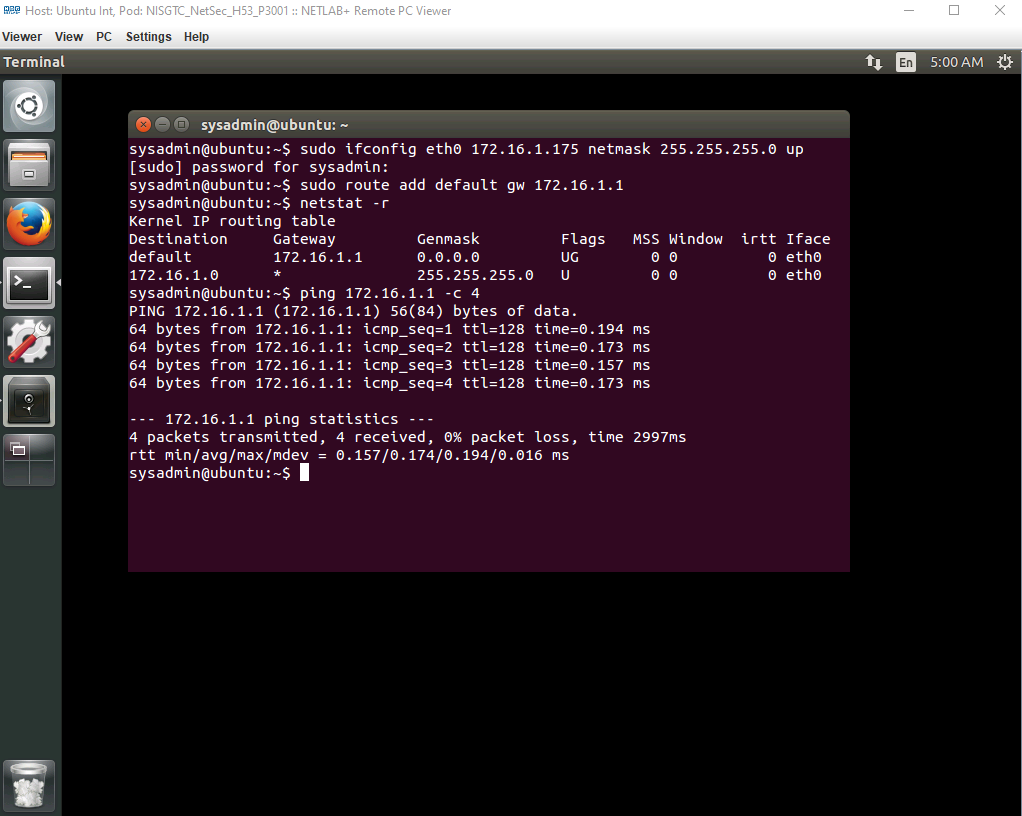 Host: Ubuntu Int, Pod: NISGTC_NetSec_H53_P3001 :: NETLAB+ Remote PC Viewer
Viewer View PC Settings Help
Terminal En 5:00 AM
sysadmin@ubuntu: ~
sysadmin@ubuntu:~$ sudo ifconfig eth0 172.16.1.175 netmask 255.255.255.0 up
[sudo] password for sysadmin:
sysadmin@ubuntu:~$ sudo route add default gw 172.16.1.1
sysadmin@ubuntu:~$ netstat -r
Kernel IP routing table
Destination     Gateway         Genmask         Flags   MSS Window  irtt Iface
default         172.16.1.1      0.0.0.0         UG        0 0          0 eth0
172.16.1.0      *               255.255.255.0   U         0 0          0 eth0
sysadmin@ubuntu:~$ ping 172.16.1.1 -c 4
PING 172.16.1.1 (172.16.1.1) 56(84) bytes of data.
64 bytes from 172.16.1.1: icmp_seq=1 ttl=128 time=0.194 ms
64 bytes from 172.16.1.1: icmp_seq=2 ttl=128 time=0.173 ms
64 bytes from 172.16.1.1: icmp_seq=3 ttl=128 time=0.157 ms
64 bytes from 172.16.1.1: icmp_seq=4 ttl=128 time=0.173 ms
--- 172.16.1.1 ping statistics ---
4 packets transmitted, 4 received, 0% packet loss, time 2997ms
rtt min/avg/max/mdev = 0.157/0.174/0.194/0.016 ms
sysadmin@ubuntu:~$